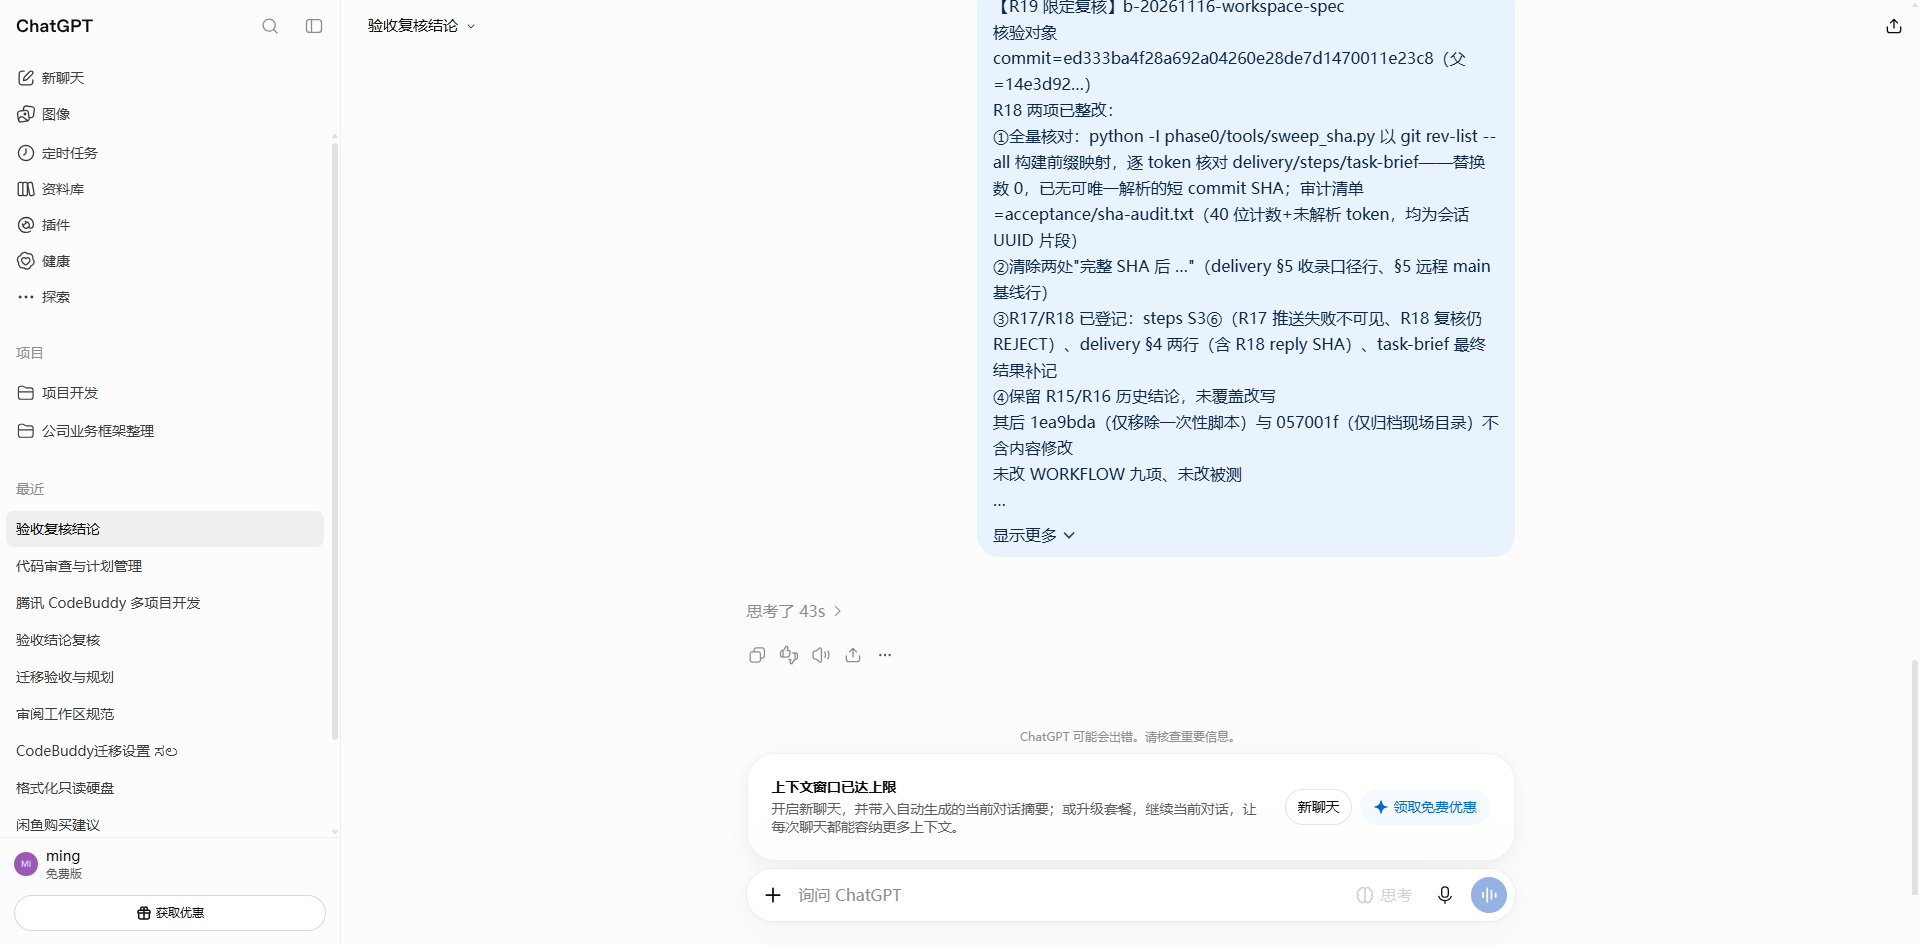 ChatGPT
新聊天
图像
定时任务
资料库
插件
健康
探索
项目
项目开发
公司业务框架整理
最近
验收复核结论
代码审查与计划管理
腾讯 CodeBuddy 多项目开发
验收结论复核
迁移验收与规划
审阅工作区规范
CodeBuddy迁移设置
格式化只读硬盘
闲鱼购买建议
MI
ming
免费版
获取优惠
验收复核结论
【R19 限定复核】b-20261116-workspace-spec
核验对象
commit=ed333ba4f28a692a04260e28de7d1470011e23c8（父
=14e3d92…）
R18 两项已整改：
①全量核对：python -I phase0/tools/sweep_sha.py 以 git rev-list --
all 构建前缀映射，逐 token 核对 delivery/steps/task-brief——替换
数 0，已无可唯一解析的短 commit SHA；审计清单
=acceptance/sha-audit.txt（40 位计数+未解析 token，均为会话
UUID 片段）
②清除两处"完整 SHA 后 …"（delivery §5 收录口径行、§5 远程 main
基线行）
③R17/R18 已登记：steps S3⑥（R17 推送失败不可见、R18 复核仍
REJECT）、delivery §4 两行（含 R18 reply SHA）、task-brief 最终
结果补记
④保留 R15/R16 历史结论，未覆盖改写
其后 1ea9bda（仅移除一次性脚本）与 057001f（仅归档现场目录）不
含内容修改
未改 WORKFLOW 九项、未改被测
...
显示更多
思考了 43s
ChatGPT 可能会出错。请核查重要信息。
上下文窗口已达上限
开启新聊天，并带入自动生成的当前对话摘要；或升级套餐，继续当前对话，让
每次聊天都能容纳更多上下文。
新聊天
领取免费优惠
询问 ChatGPT
思考